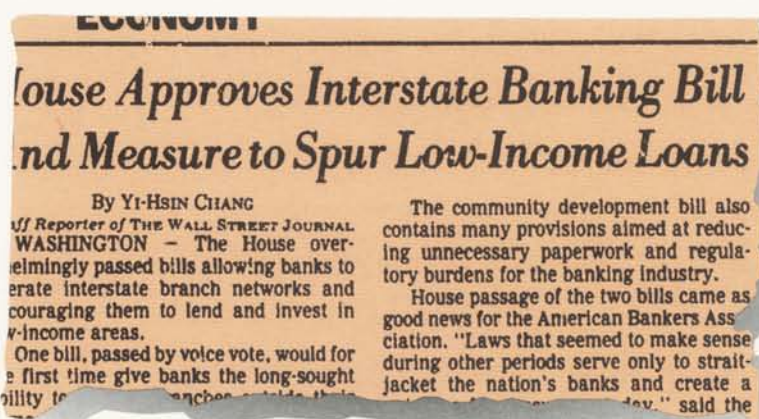 ECONOMY
ouse Approves Interstate Banking Bill
nd Measure to Spur Low-Income Loans
By YI-HSIN CHANG
ff Reporter of THE WALL STREET JOURNAL
WASHINGTON – The House over-
elmingly passed bills allowing banks to
erate interstate branch networks and
couraging them to lend and invest in
w-income areas.
One bill, passed by voice vote, would for
e first time give banks the long-sought
bility
The community development bill also
contains many provisions aimed at reduc-
ing unnecessary paperwork and regula-
tory burdens for the banking industry.
House passage of the two bills came as
good news for the American Bankers Ass
ciation. "Laws that seemed to make sense
during other periods serve only to strait-
jacket the nation's banks and create a
day," said the